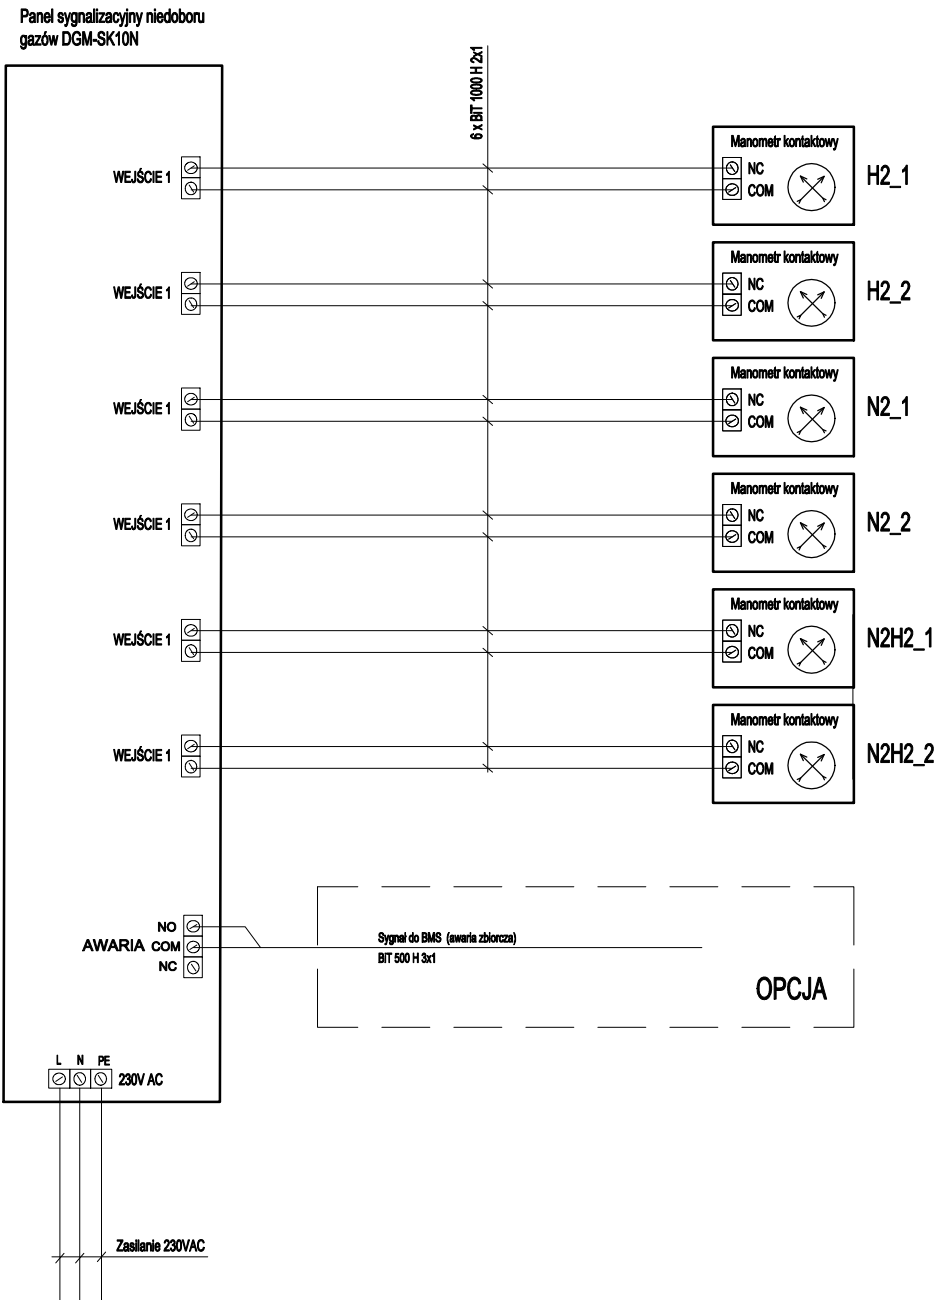 Panel sygnalizacyjny niedoboru
gazów DGM-SK10N
6 x BiT 1000 H 2x1
WEJŚCIE 1
Manometr kontaktowy
NC
COM
H2_1
WEJŚCIE 1
Manometr kontaktowy
NC
COM
H2_2
WEJŚCIE 1
Manometr kontaktowy
NC
COM
N2_1
WEJŚCIE 1
Manometr kontaktowy
NC
COM
N2_2
WEJŚCIE 1
Manometr kontaktowy
NC
COM
N2H2_1
WEJŚCIE 1
Manometr kontaktowy
NC
COM
N2H2_2
NO
AWARIA COM
NC
Sygnał do BMS (awaria zbiorcza)
BIT 500 H 3x1
OPCJA
L N PE
230V AC
Zasilanie 230VAC